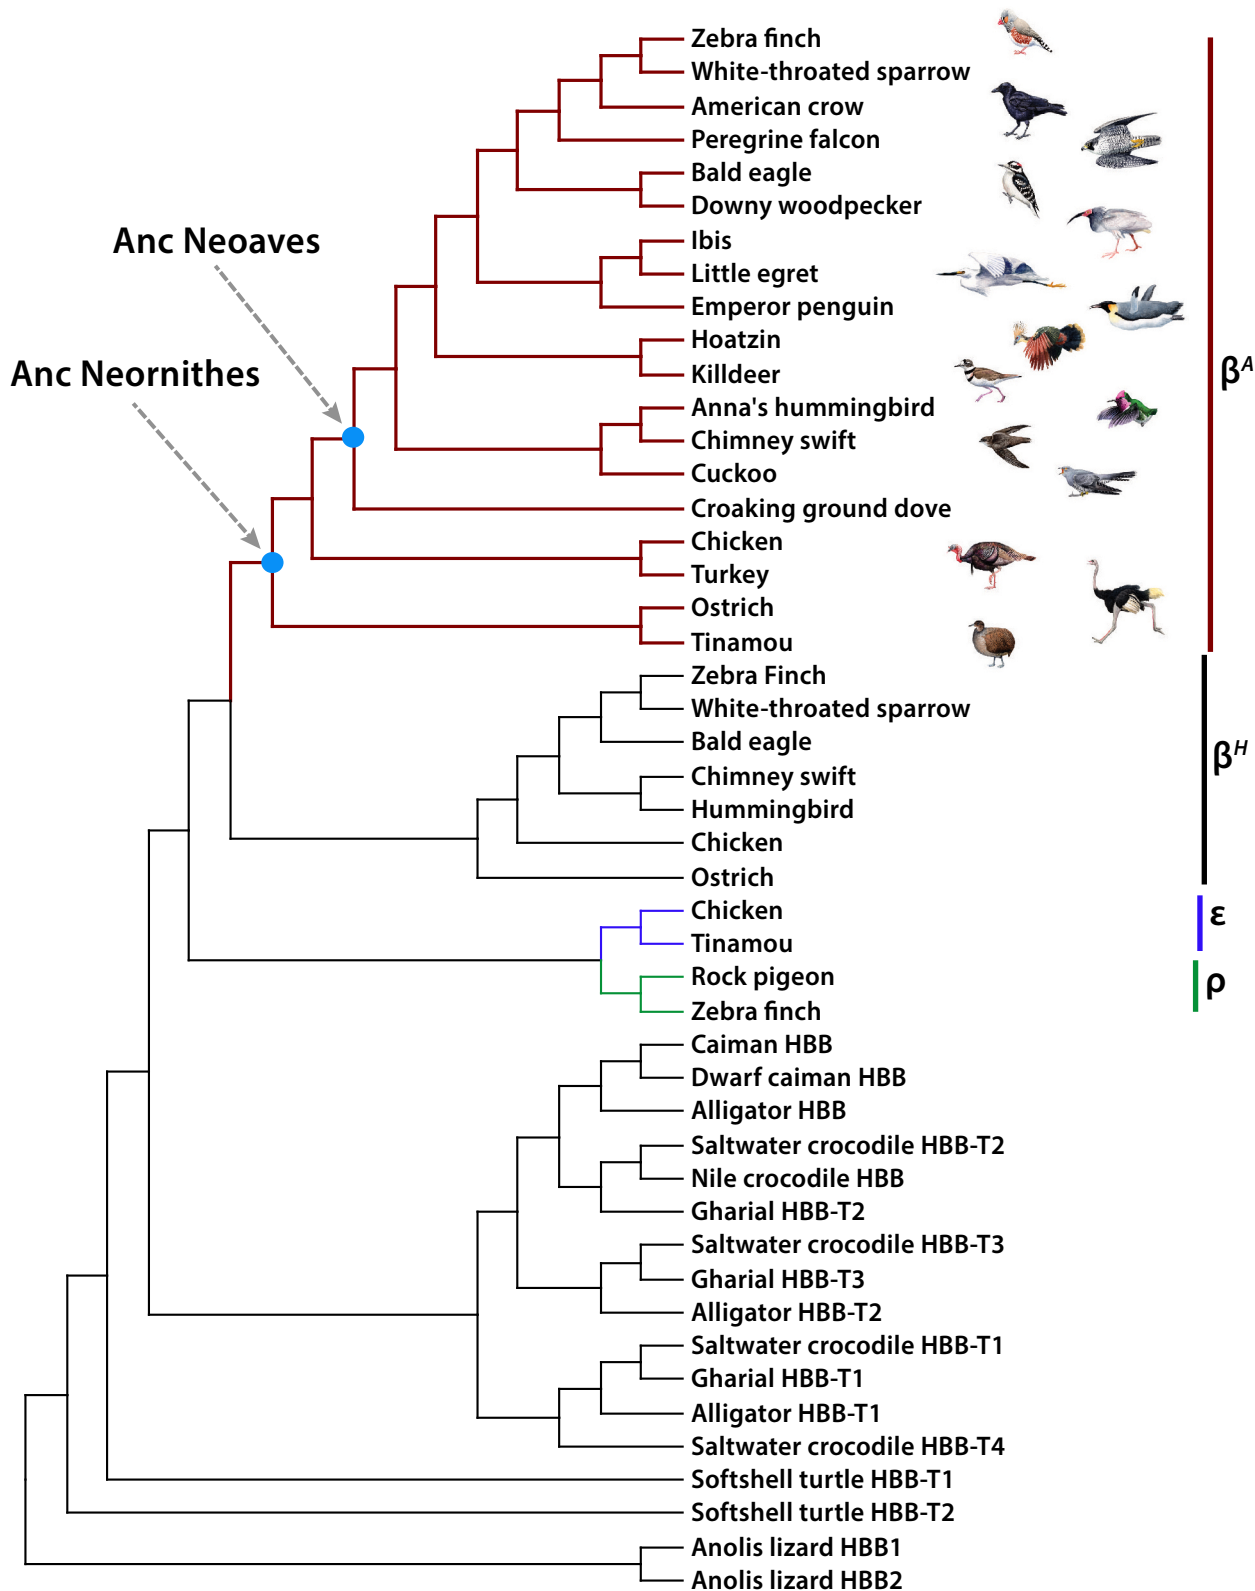 Zebra finch
White-throated sparrow
American crow
Peregrine falcon
Bald eagle
Downy woodpecker
Anc Neoaves
Ibis
Little egret
Emperor penguin
Hoatzin
Anc Neornithes
Killdeer
β^A
Anna's hummingbird
Chimney swift
Cuckoo
Croaking ground dove
Chicken
Turkey
Ostrich
Tinamou
Zebra Finch
White-throated sparrow
Bald eagle
β^H
Chimney swift
Hummingbird
Chicken
Ostrich
Chicken
ε
Tinamou
Rock pigeon
ρ
Zebra finch
Caiman HBB
Dwarf caiman HBB
Alligator HBB
Saltwater crocodile HBB-T2
Nile crocodile HBB
Gharial HBB-T2
Saltwater crocodile HBB-T3
Gharial HBB-T3
Alligator HBB-T2
Saltwater crocodile HBB-T1
Gharial HBB-T1
Alligator HBB-T1
Saltwater crocodile HBB-T4
Softshell turtle HBB-T1
Softshell turtle HBB-T2
Anolis lizard HBB1
Anolis lizard HBB2